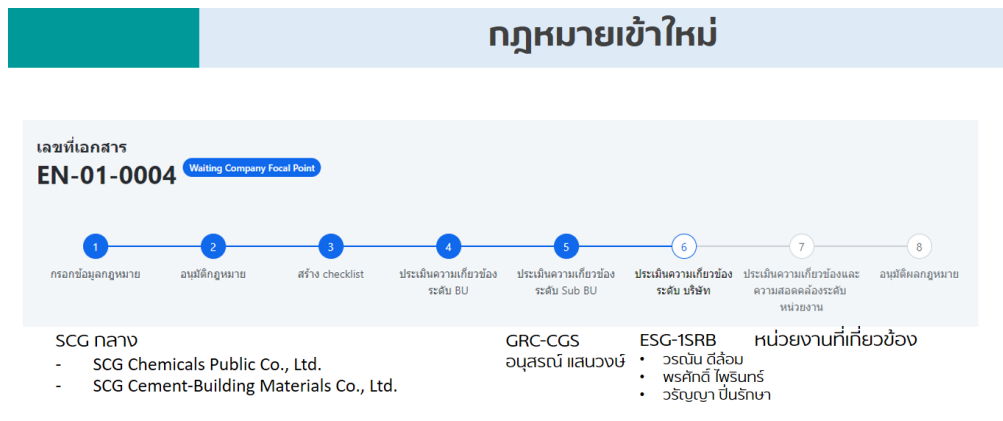 กฎหมายเข้าใหม่
เลขที่เอกสาร
EN-01-0004 Waiting Company Focal Point
1 2 3 4 5 6 7 8
กรอกข้อมูลกฎหมาย อนุมัติกฎหมาย สร้าง checklist ประเมินความเกี่ยวข้อง ประเมินความเกี่ยวข้อง ประเมินความเกี่ยวข้อง ประเมินความเกี่ยวข้องและ อนุมัติผลกฎหมาย
ระดับ BU ระดับ Sub BU ระดับ บริษัท ความสอดคล้องระดับ
หน่วยงาน
SCG กลาง
- SCG Chemicals Public Co., Ltd.
- SCG Cement-Building Materials Co., Ltd.
GRC-CGS
อนุสรณ์ แสนวงษ์
ESG-1SRB
• วรณัน ดีล้อม
• พรศักดิ์ ไพรินทร์
• วรัญญา ปิ่นรักษา
หน่วยงานที่เกี่ยวข้อง